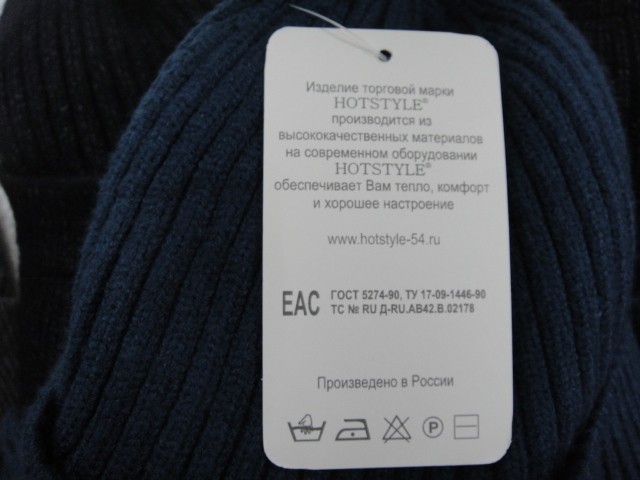 Изделие торговой марки
HOTSTYLE®
производится из
высококачественных материалов
на современном оборудовании
HOTSTYLE®
обеспечивает Вам тепло, комфорт
и хорошее настроение
www.hotstyle-54.ru
EAC
ГОСТ 5274-90, ТУ 17-09-1446-90
ТС № RU Д-RU.АВ42.В.02178
Произведено в России
P